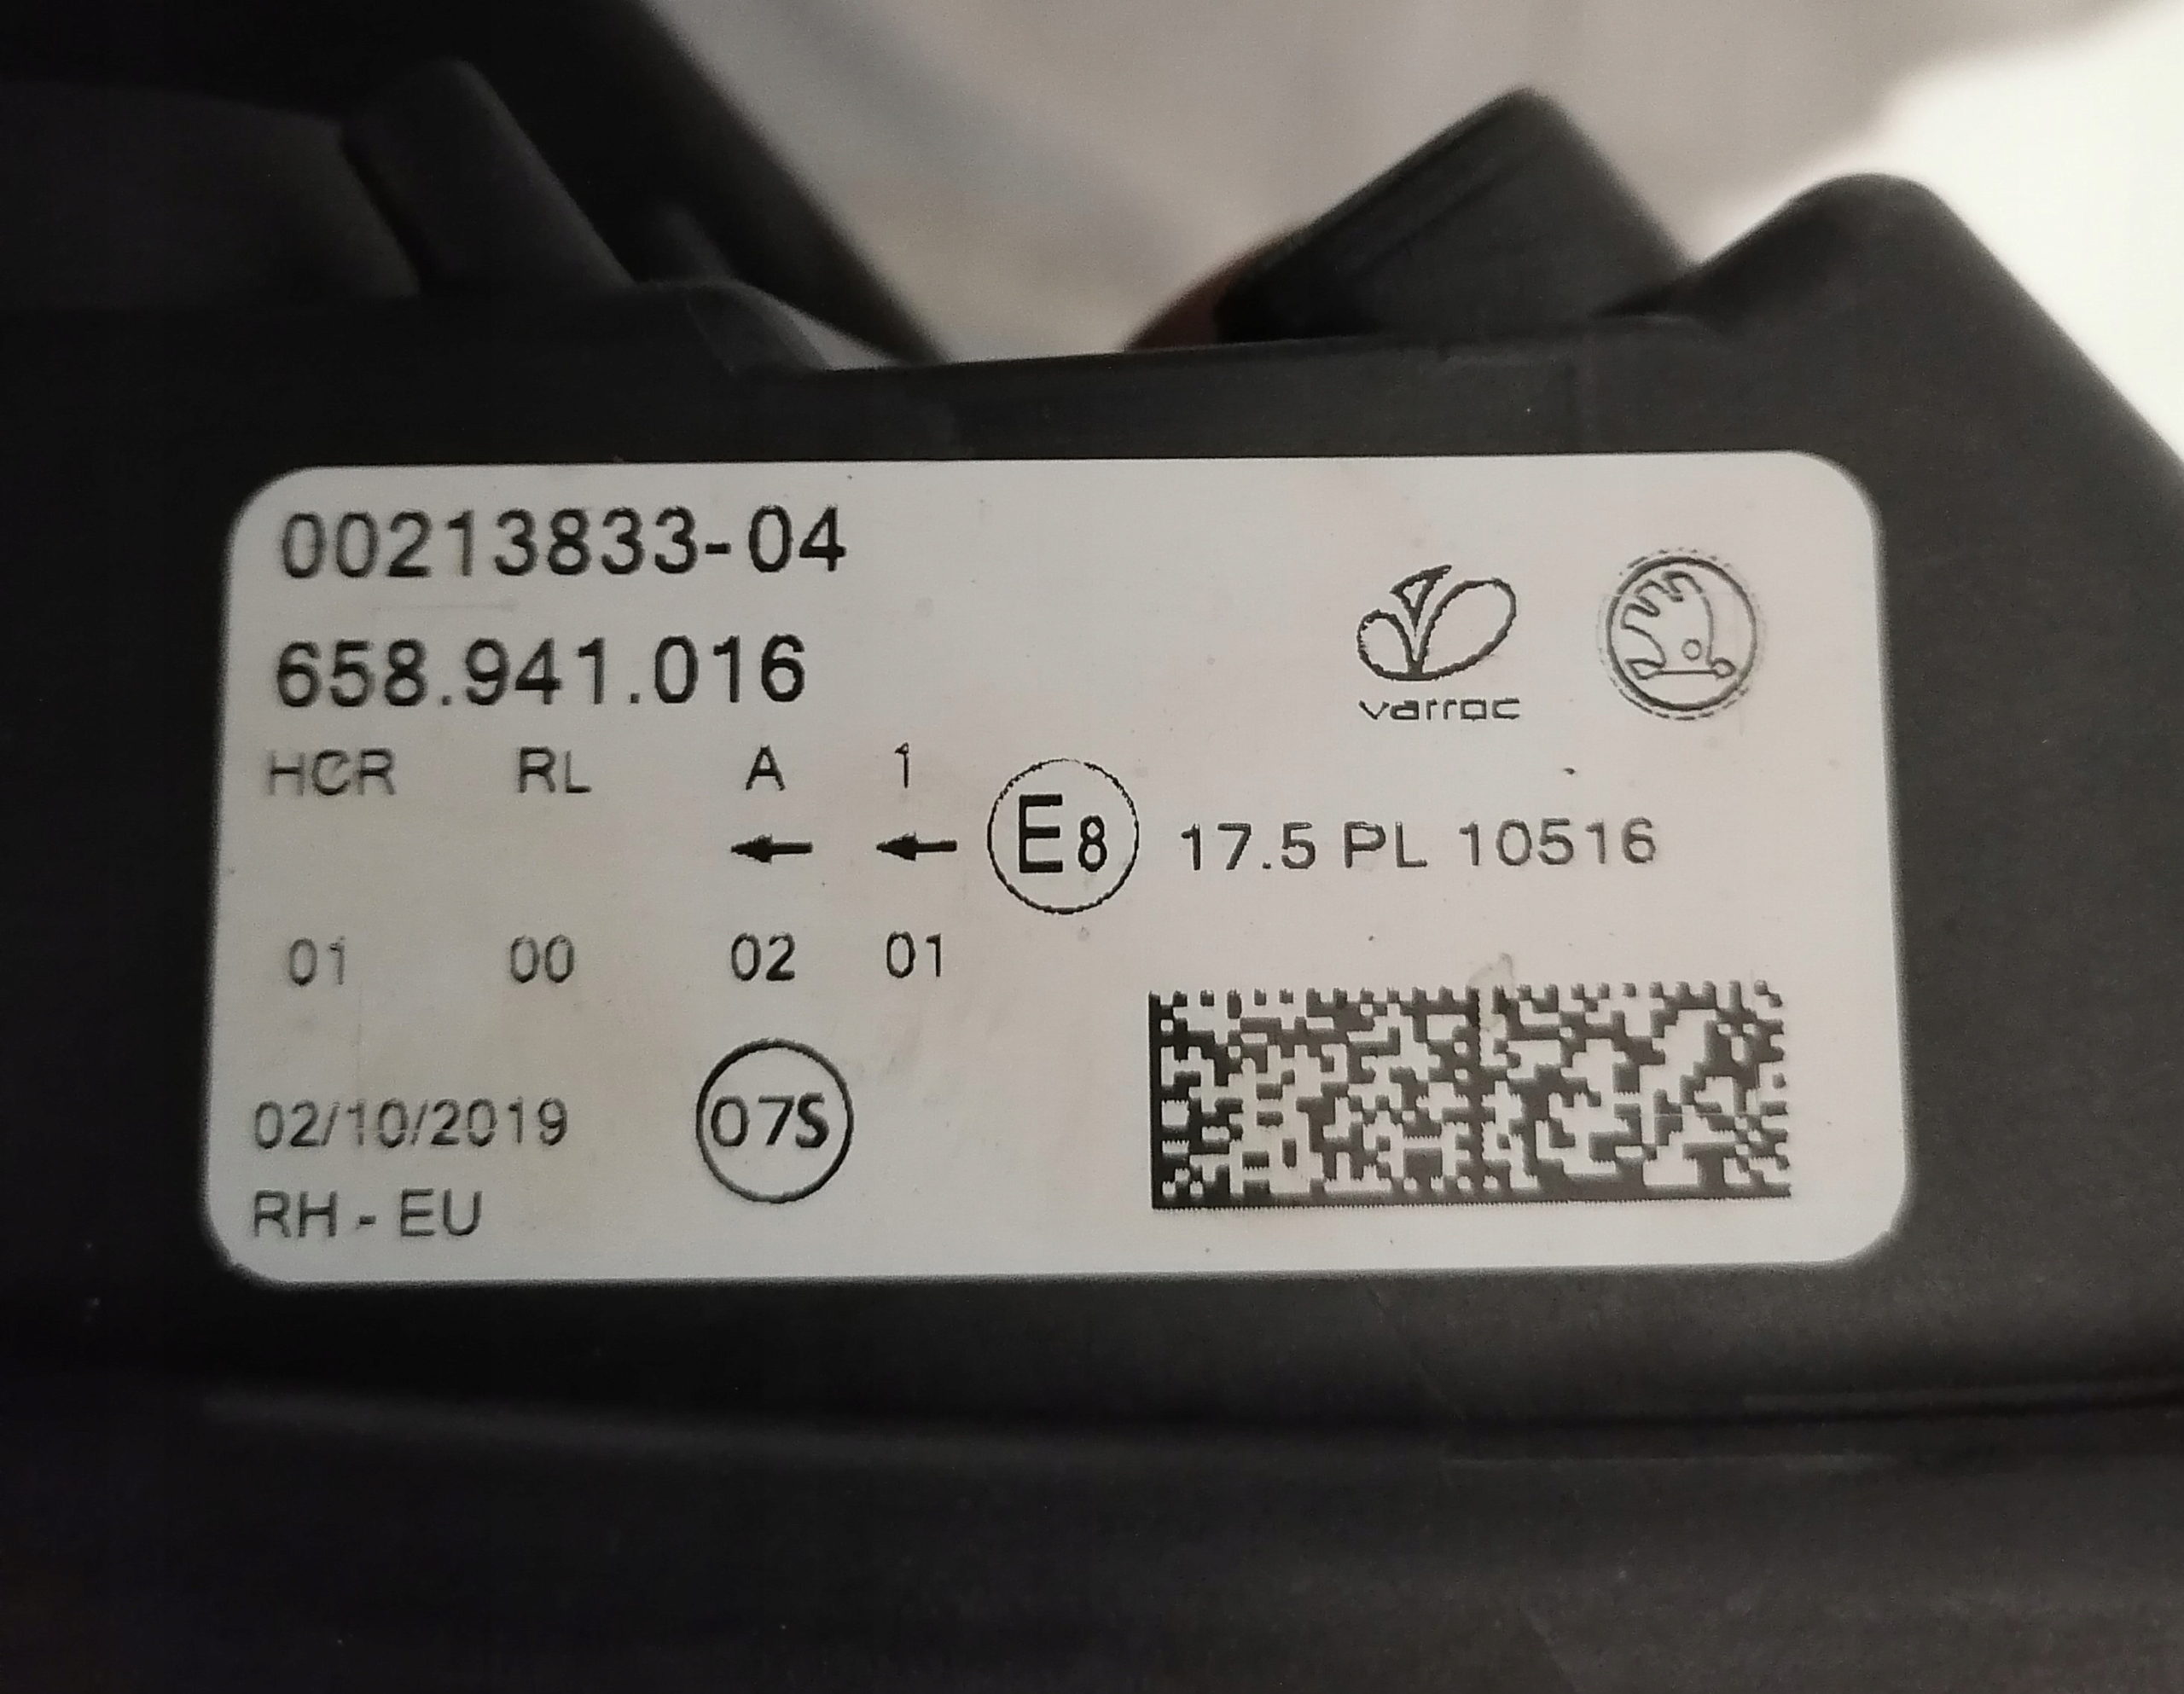 00213833-04
658.941.016
varroc
HCR RL A 1
E8 17.5 PL 10516
01 00 02 01
02/10/2019 07S
RH - EU